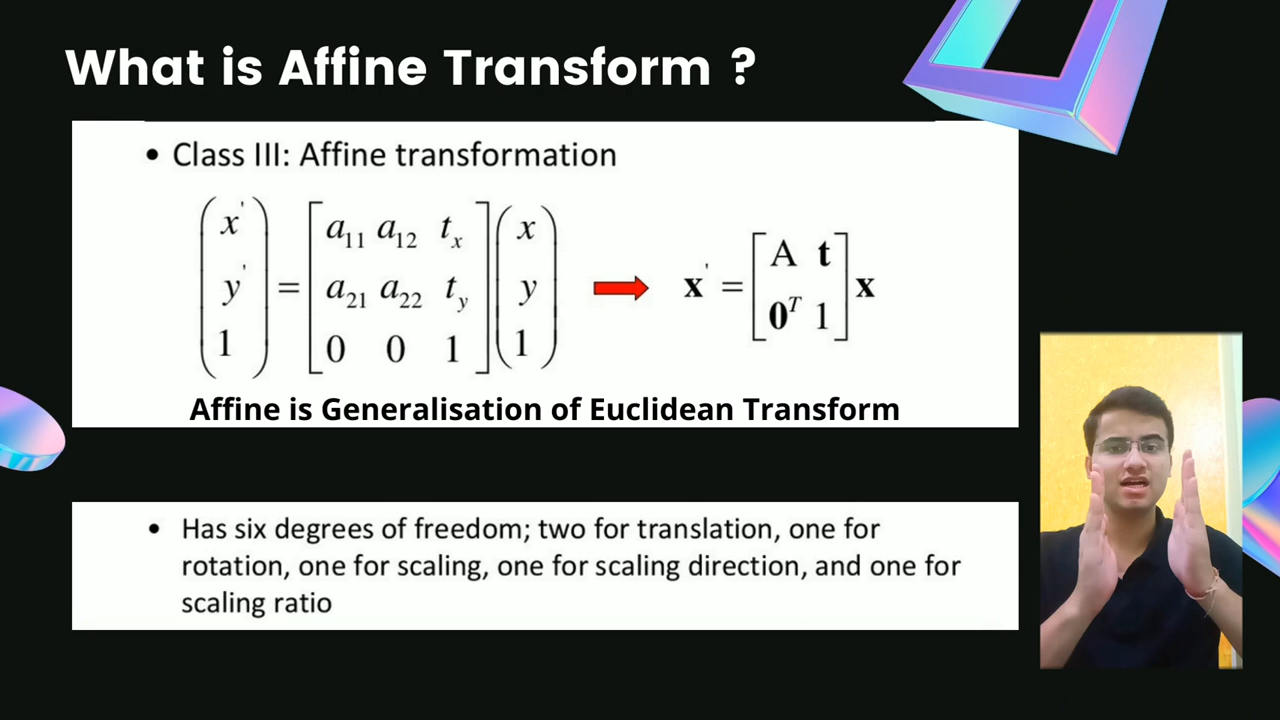 What is Affine Transform ?
• Class III: Affine transformation
(x' y' 1) = [a11 a12 tx a21 a22 ty 0 0 1] (x y 1) x' = [A t 0^T 1] x
Affine is Generalisation of Euclidean Transform
• Has six degrees of freedom; two for translation, one for
rotation, one for scaling, one for scaling direction, and one for
scaling ratio